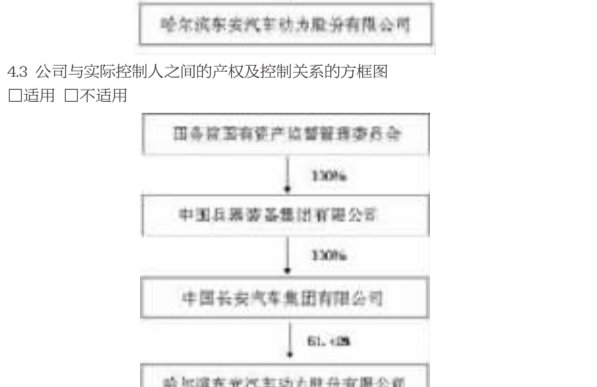 哈尔滨东安汽车动力股份有限公司
4.3 公司与实际控制人之间的产权及控制关系的方框图
□适用 □不适用
国务院国有资产监督管理委员会
100%
中国兵器装备集团有限公司
100%
中国长安汽车集团有限公司
哈尔滨东安汽车动力股份有限公司